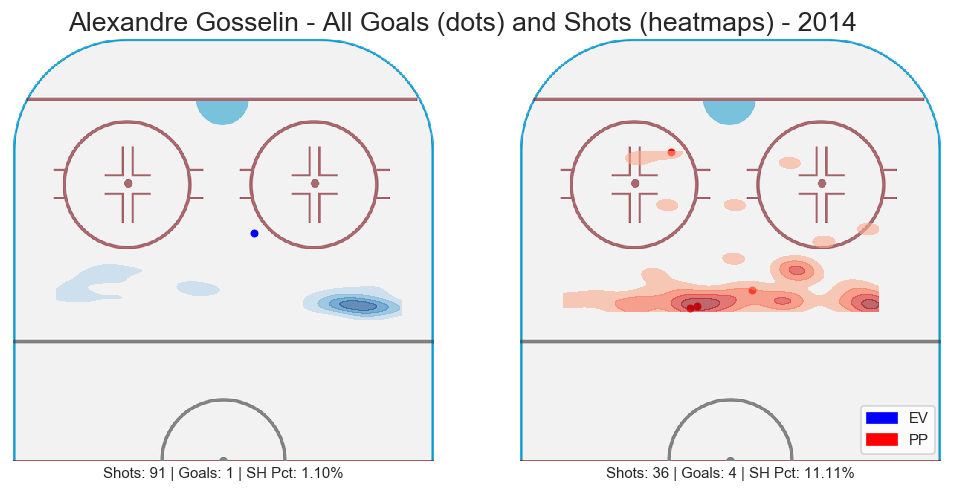 Alexandre Gosselin - All Goals (dots) and Shots (heatmaps) - 2014
EV
PP
Shots: 91 | Goals: 1 | SH Pct: 1.10%
Shots: 36 | Goals: 4 | SH Pct: 11.11%